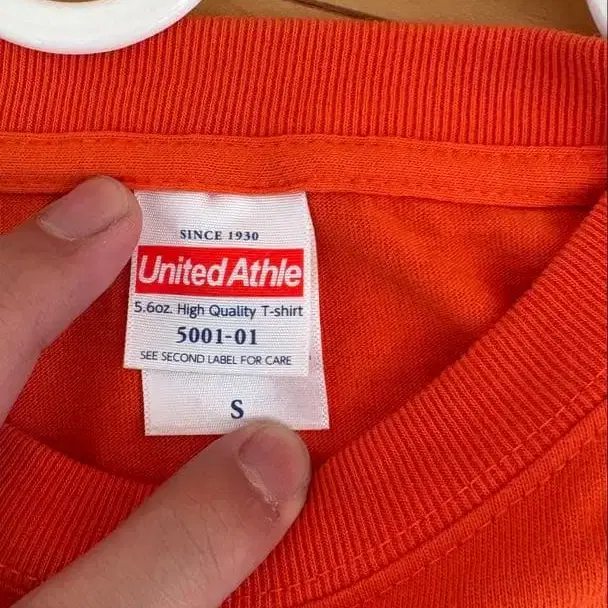 SINCE 1930
United Athle
5.6oz. High Quality T-shirt
5001-01
SEE SECOND LABEL FOR CARE
S